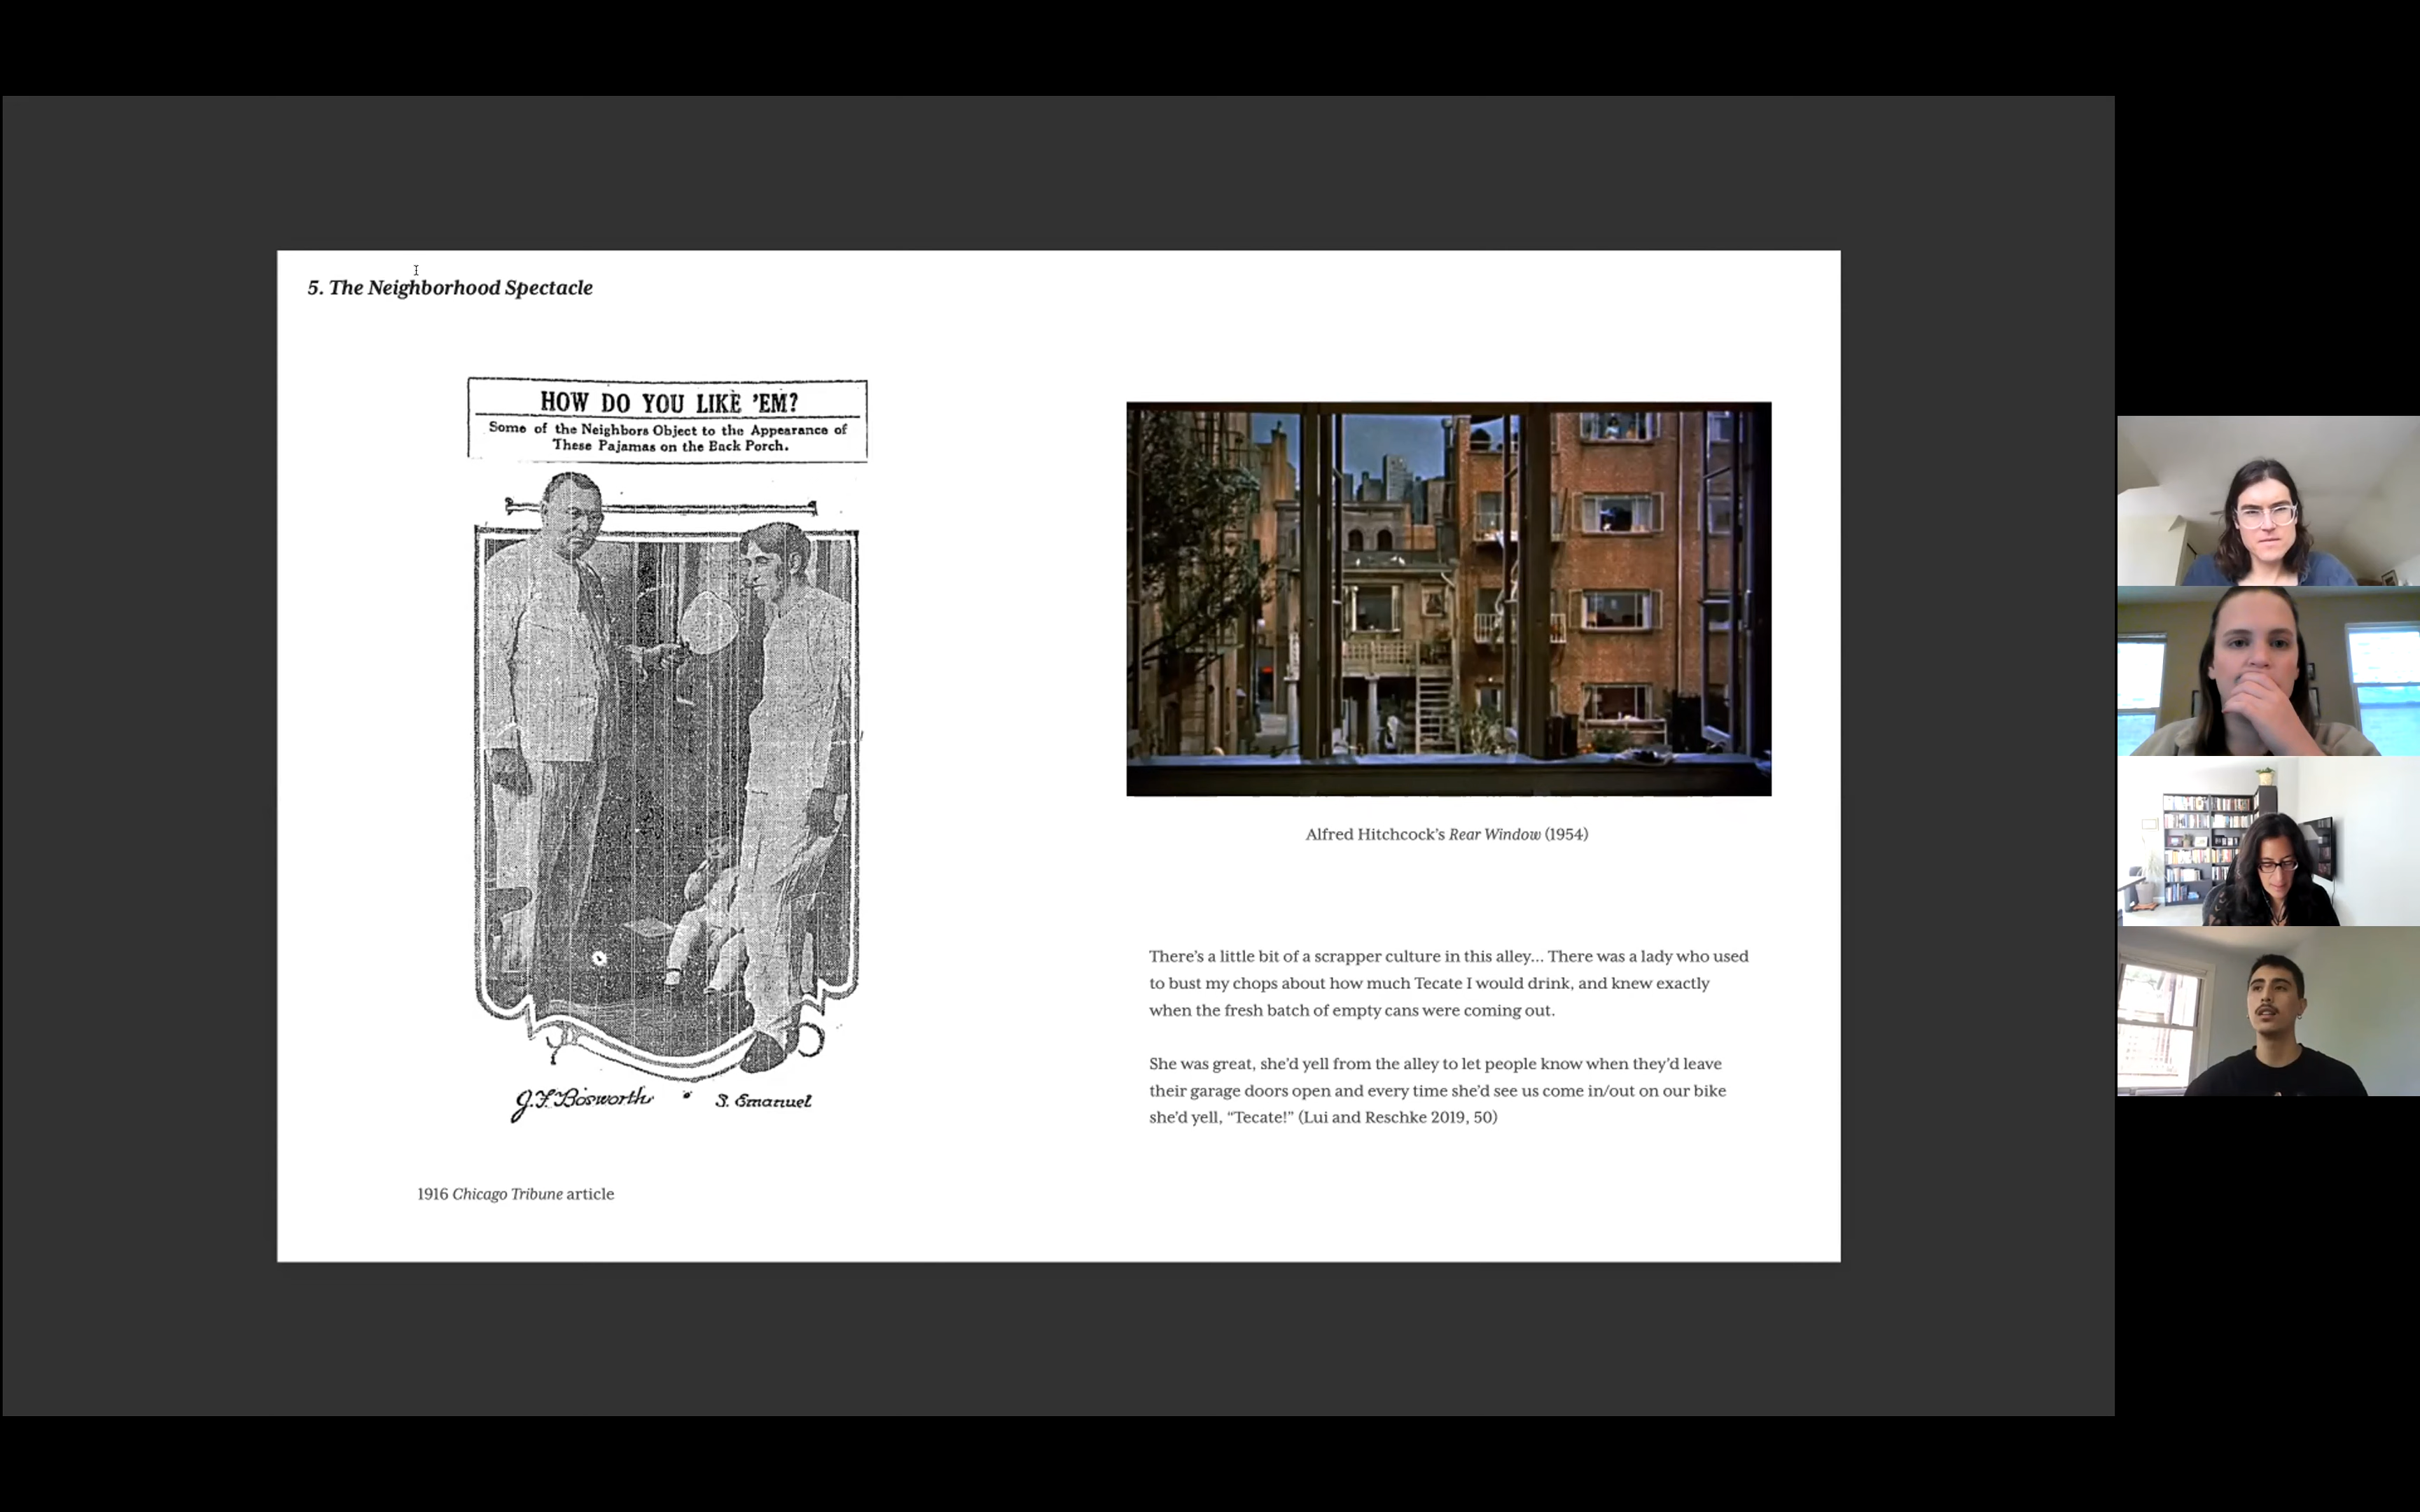 5. The Neighborhood Spectacle
HOW DO YOU LIKE 'EM?
Some of the Neighbors Object to the Appearance of
These Pajamas on the Back Porch.
J.F. Bosworth • S. Emanuel
1916 Chicago Tribune article
Alfred Hitchcock's Rear Window (1954)
There's a little bit of a scrapper culture in this alley... There was a lady who used
to bust my chops about how much Tecate I would drink, and knew exactly
when the fresh batch of empty cans were coming out.
She was great, she'd yell from the alley to let people know when they'd leave
their garage doors open and every time she'd see us come in/out on our bike
she'd yell, “Tecate!” (Lui and Reschke 2019, 50)